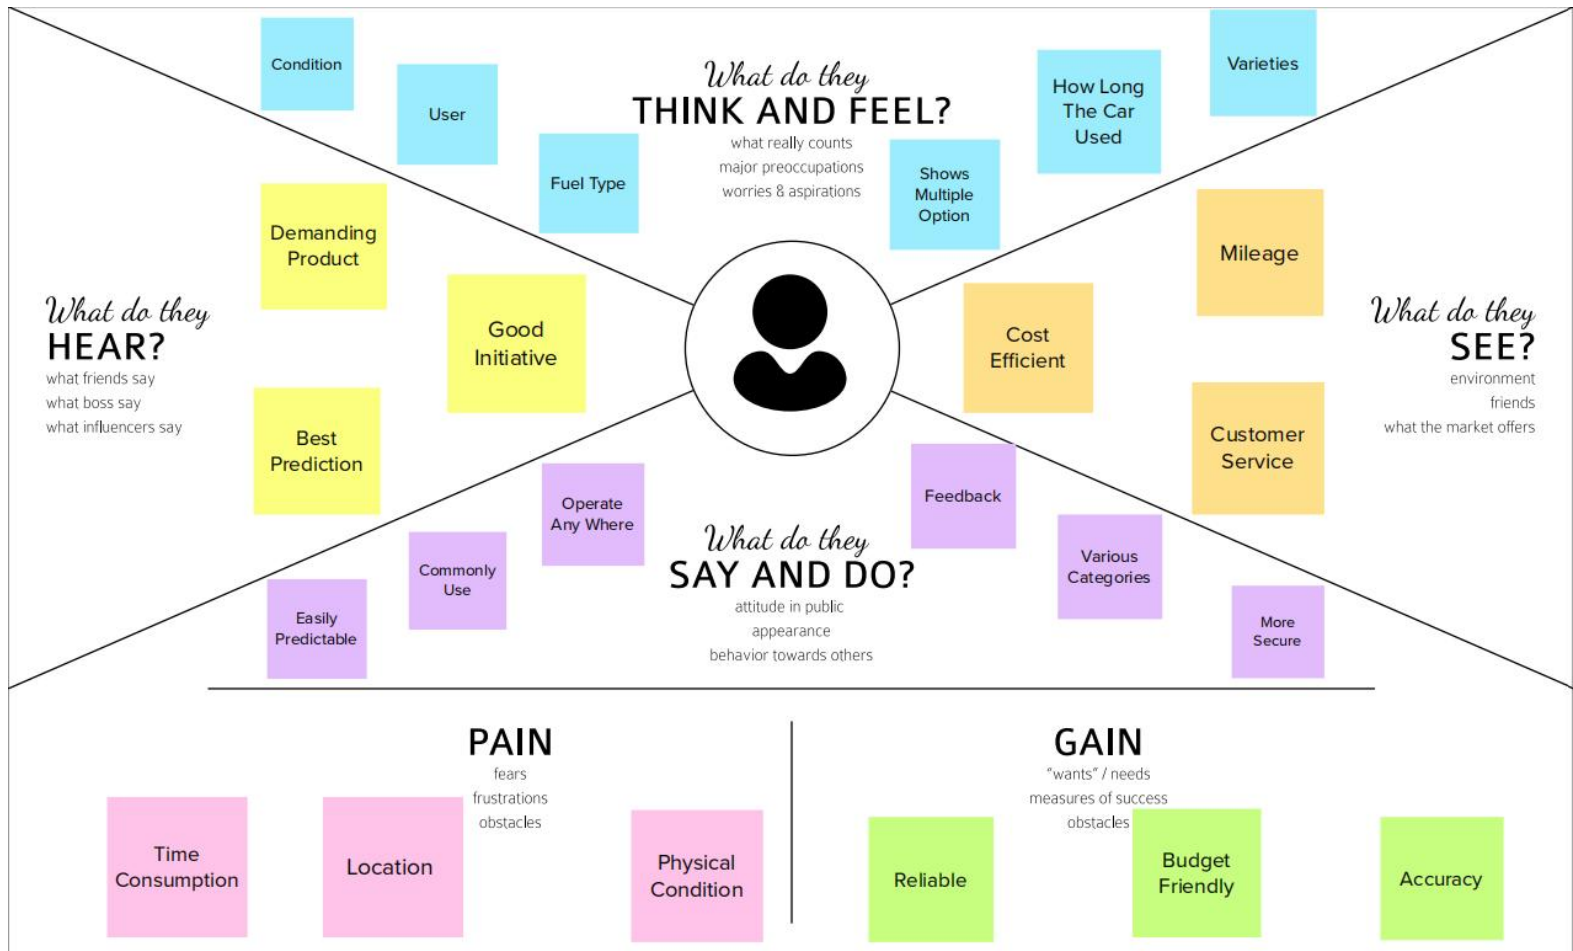 Condition
User
Fuel Type
What do they
THINK AND FEEL?
what really counts
major preoccupations
worries & aspirations
Shows
Multiple
Option
How Long
The Car
Used
Varieties
What do they
HEAR?
what friends say
what boss say
what influencers say
Demanding
Product
Good
Initiative
Best
Prediction
Cost
Efficient
Mileage
Customer
Service
What do they
SEE?
environment
friends
what the market offers
Easily
Predictable
Commonly
Use
Operate
Any Where
What do they
SAY AND DO?
attitude in public
appearance
behavior towards others
Feedback
Various
Categories
More
Secure
PAIN
fears
frustrations
obstacles
Time
Consumption
Location
Physical
Condition
GAIN
"wants" / needs
measures of success
obstacles
Reliable
Budget
Friendly
Accuracy